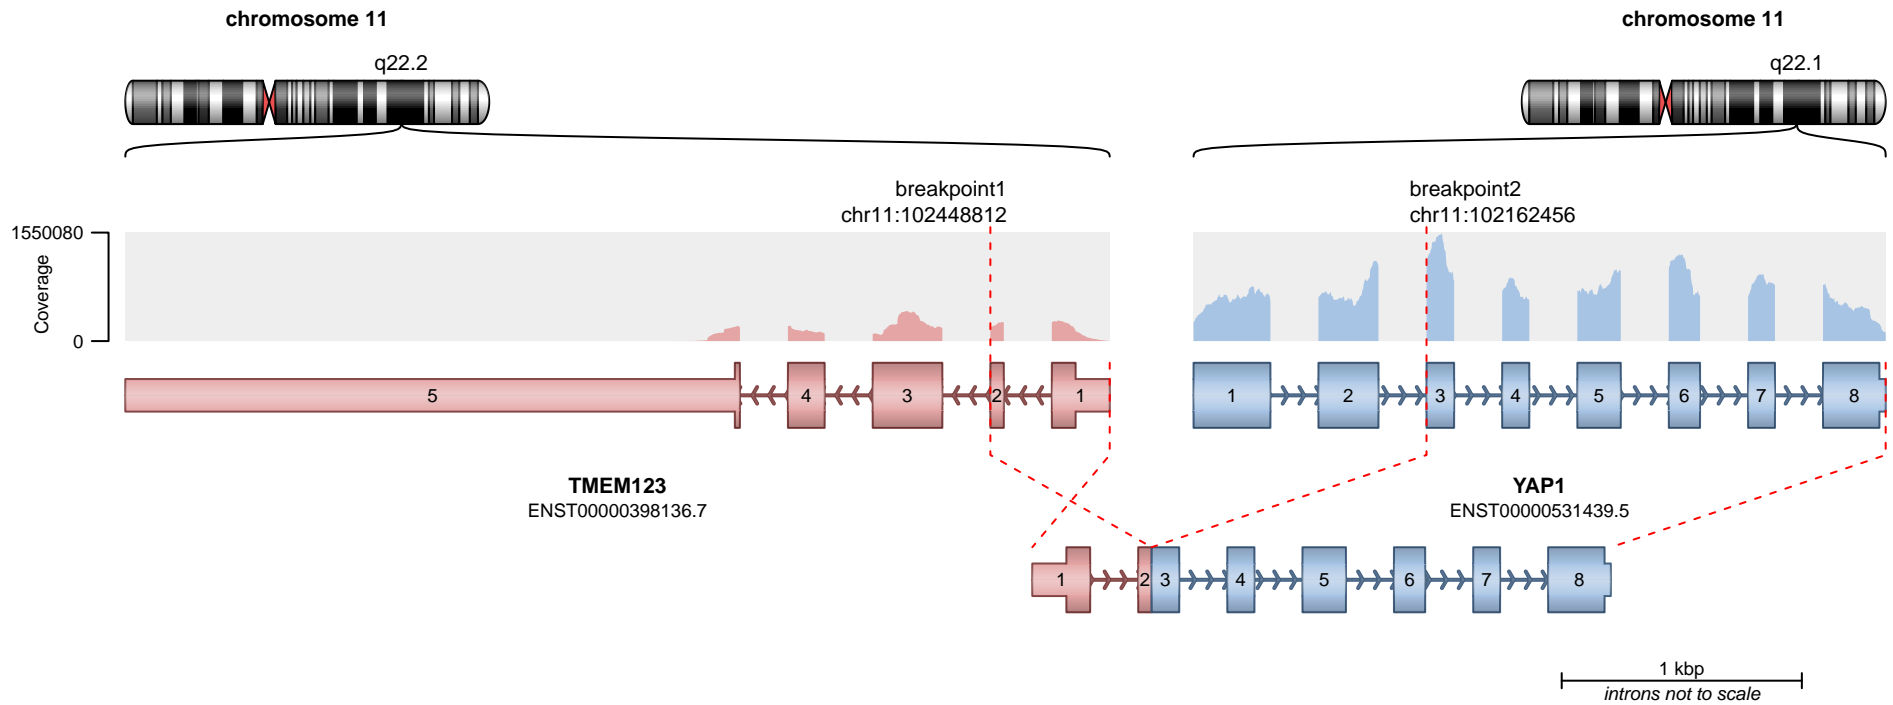 chromosome 11
chromosome 11
q22.2
q22.1
breakpoint1
chr11:102448812
breakpoint2
chr11:102162456
1550080
Coverage
0
5
4
3
2
1
1
2
3
4
5
6
7
8
TMEM123
ENST00000398136.7
YAP1
ENST00000531439.5
1
2
3
4
5
6
7
8
1 kbp
introns not to scale